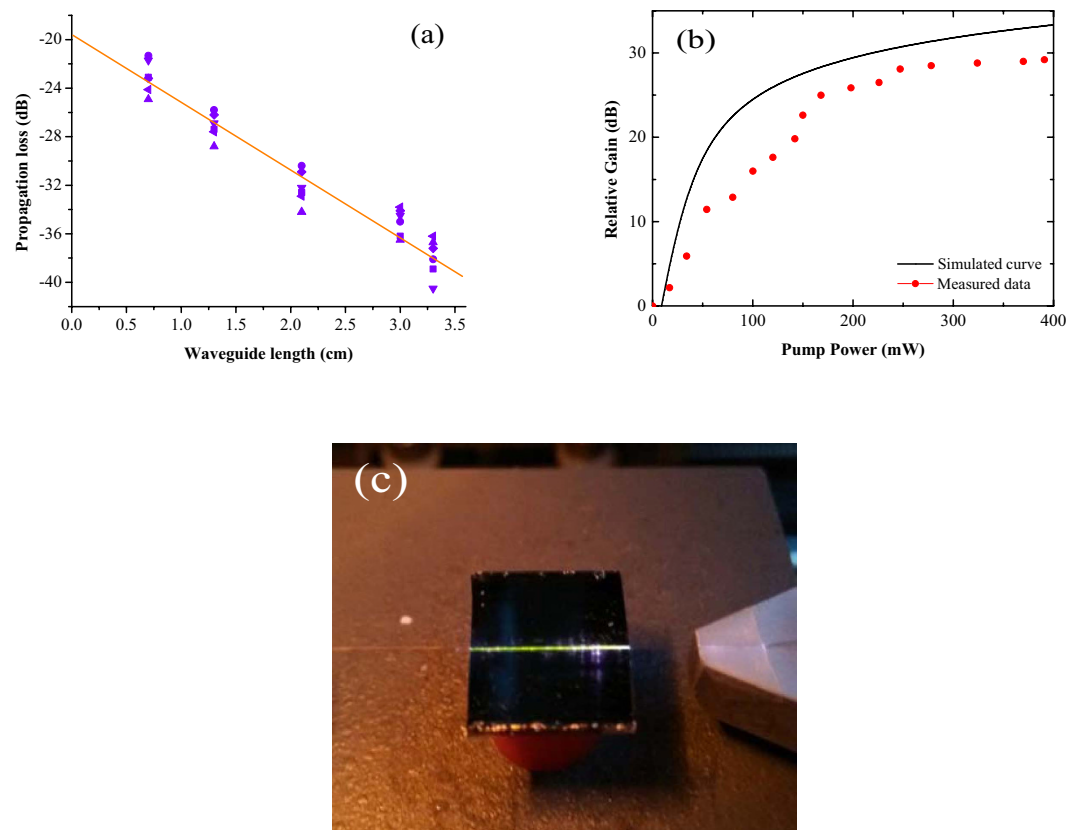 (a)
-20
-24
-28
-32
-36
-40
Propagation loss (dB)
0.0 0.5 1.0 1.5 2.0 2.5 3.0 3.5
Waveguide length (cm)
(b)
30
20
10
0
Relative Gain (dB)
Simulated curve
Measured data
0 100 200 300 400
Pump Power (mW)
(c)